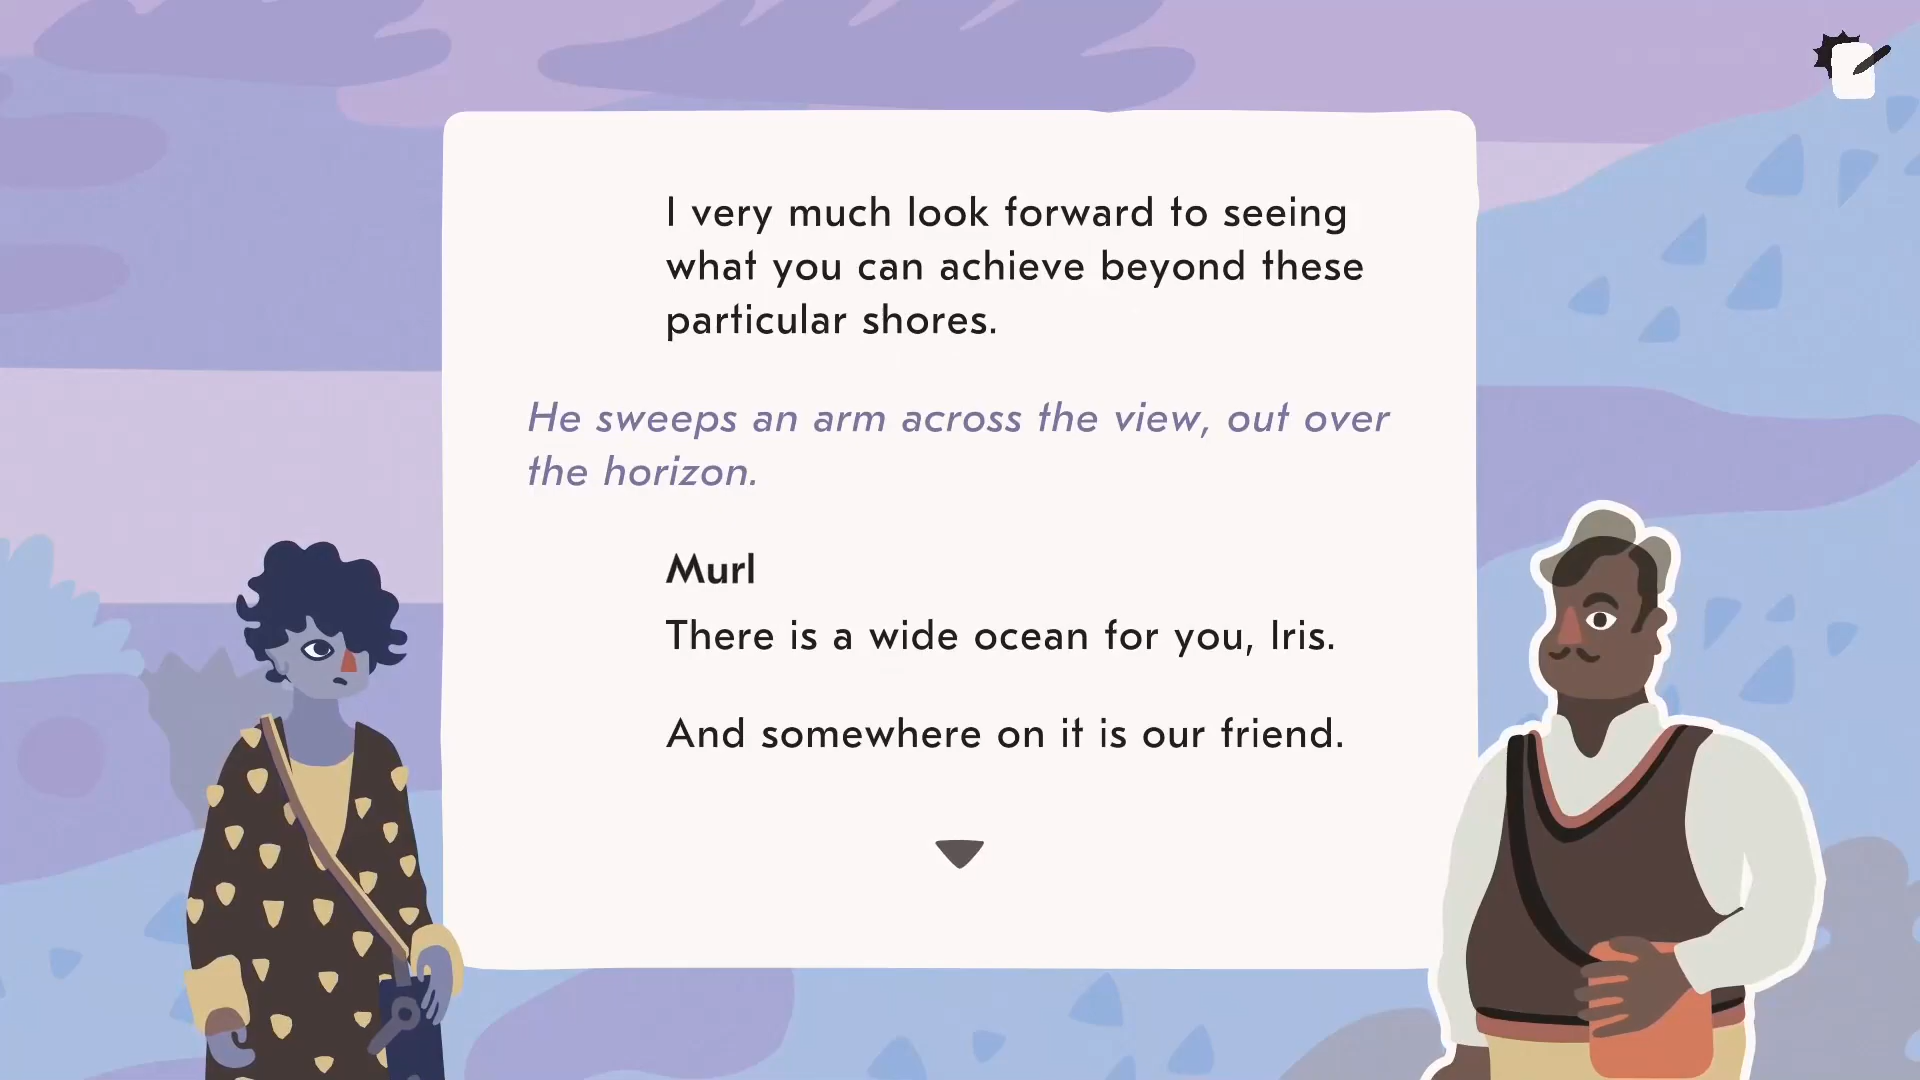 I very much look forward to seeing
what you can achieve beyond these
particular shores.
He sweeps an arm across the view, out over
the horizon.
Murl
There is a wide ocean for you, Iris.
And somewhere on it is our friend.